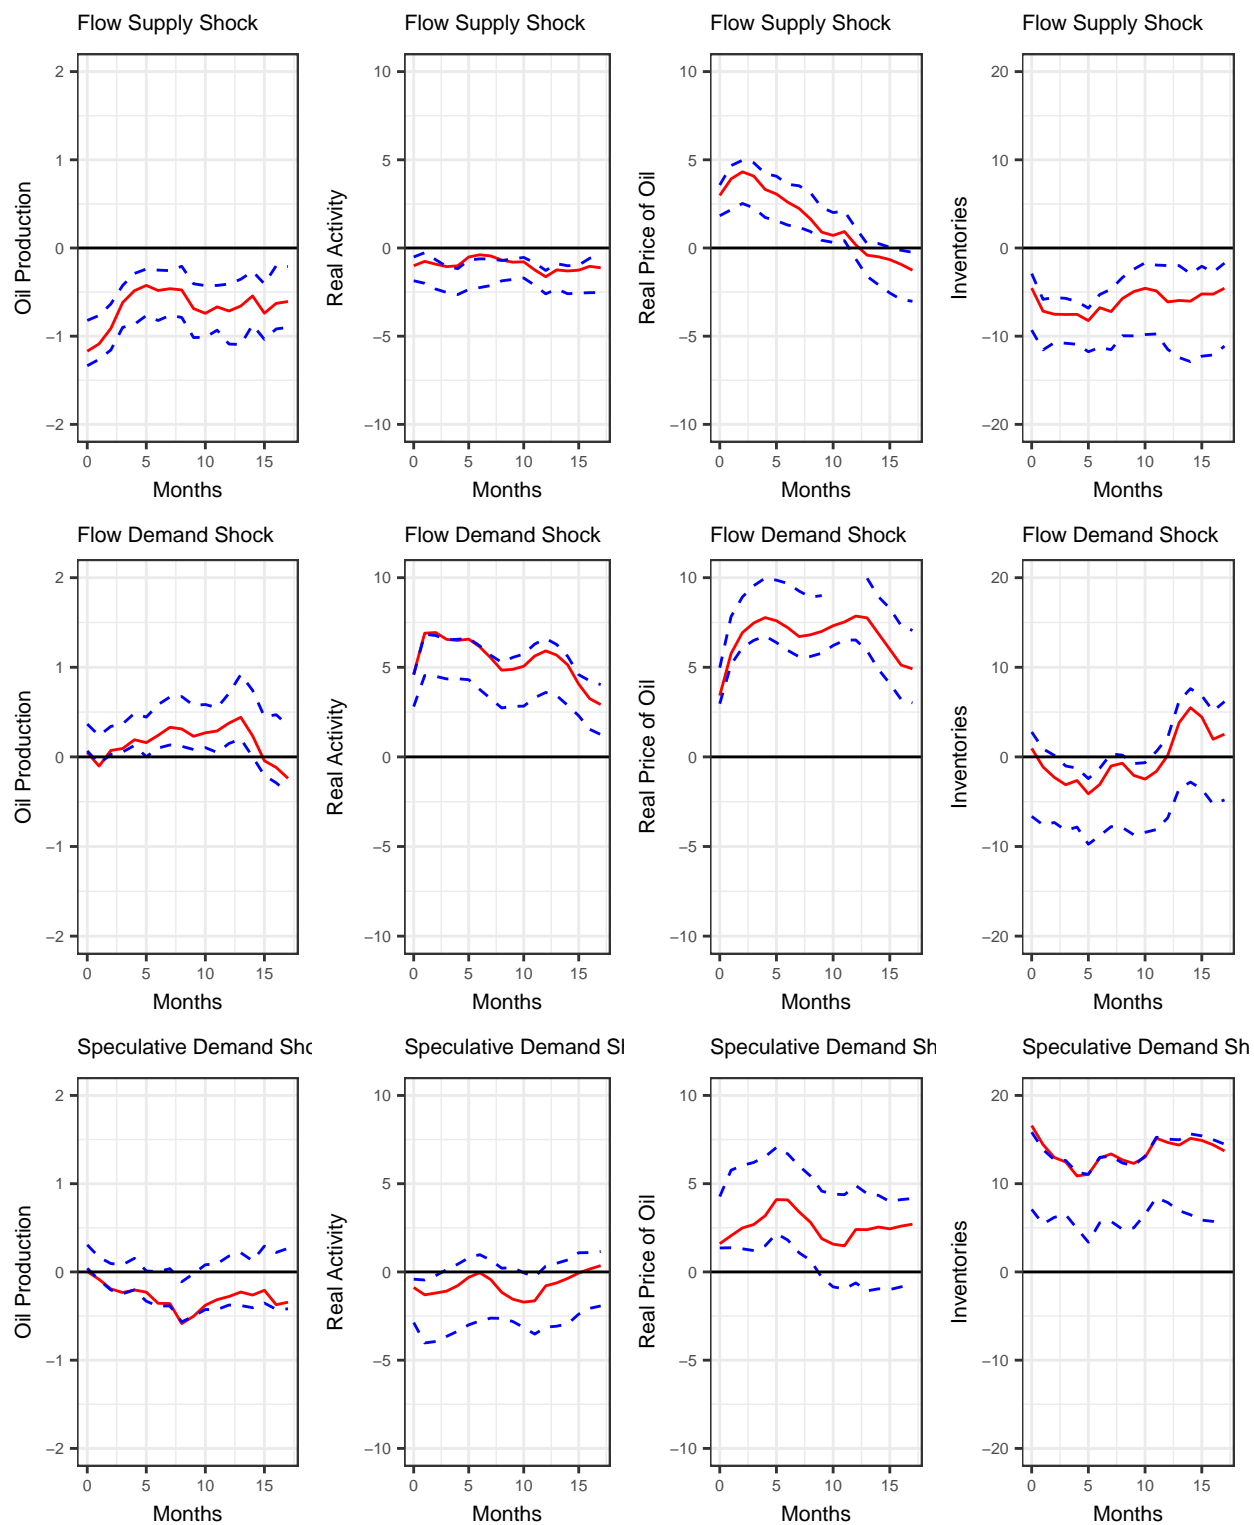 Flow Supply Shock
Flow Supply Shock
Flow Supply Shock
Flow Supply Shock
Oil Production
2
1
0
−1
−2
0 5 10 15
Months
Real Activity
10
5
0
−5
−10
0 5 10 15
Months
Real Price of Oil
10
5
0
−5
−10
0 5 10 15
Months
Inventories
20
10
0
−10
−20
0 5 10 15
Months
Flow Demand Shock
Flow Demand Shock
Flow Demand Shock
Flow Demand Shock
Oil Production
2
1
0
−1
−2
0 5 10 15
Months
Real Activity
10
5
0
−5
−10
0 5 10 15
Months
Real Price of Oil
10
5
0
−5
−10
0 5 10 15
Months
Inventories
20
10
0
−10
−20
0 5 10 15
Months
Speculative Demand Sho
Speculative Demand S
Speculative Demand Sh
Speculative Demand Sh
Oil Production
2
1
0
−1
−2
0 5 10 15
Months
Real Activity
10
5
0
−5
−10
0 5 10 15
Months
Real Price of Oil
10
5
0
−5
−10
0 5 10 15
Months
Inventories
20
10
0
−10
−20
0 5 10 15
Months